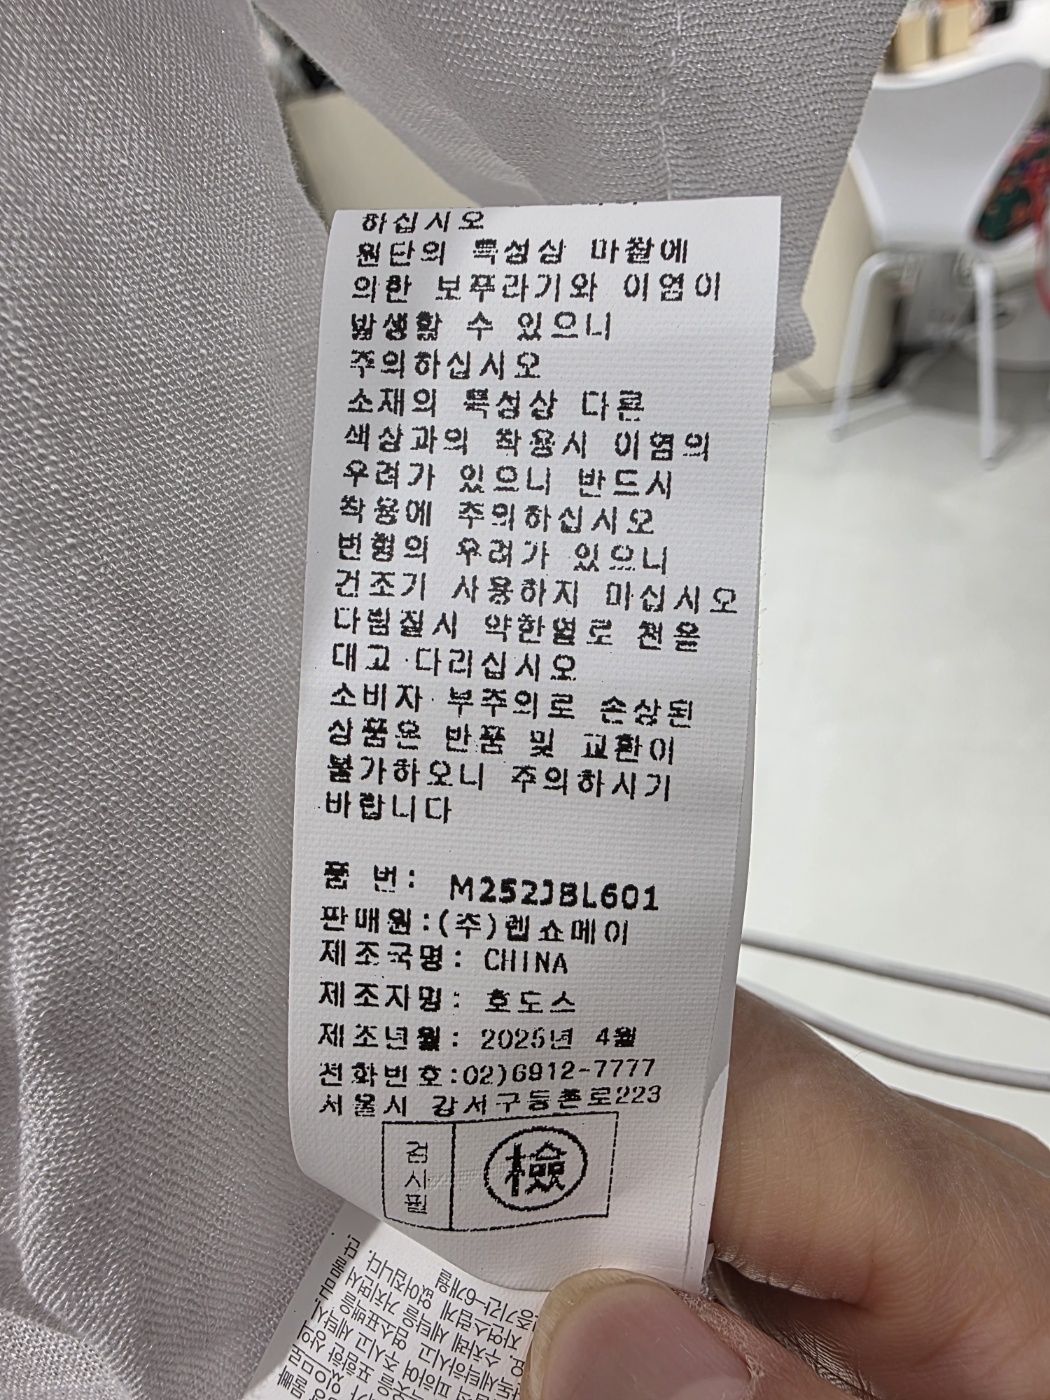 하십시오
원단의 특성상 마찰에
의한 보푸라기와 이염이
발생할 수 있으니
주의하십시오
소재의 특성상 다른
색상과의 착용시 이염의
우려가 있으니 반드시
착용에 주의하십시오
변형의 우려가 있으니
건조기 사용하지 마십시오
다림질시 약한열로 천을
대고 다리십시오
소비자 부주의로 손상된
상품은 반품 및 교환이
불가하오니 주의하시기
바랍니다
품 번: M252JBL601
판매원:(주)렙쇼메이
제조국명: CHINA
제조자명: 호도스
제조년월: 2025년 4월
전화번호:02)6912-7777
서울시 강서구등촌로223
검사필
檢